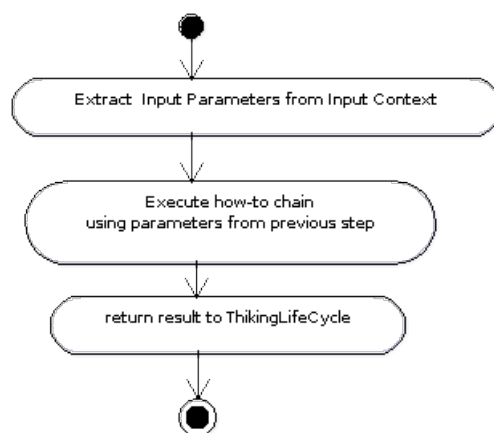 Extract Input Parameters from Input Context
Execute how-to chain
using parameters from previous step
return result to ThikingLifeCycle